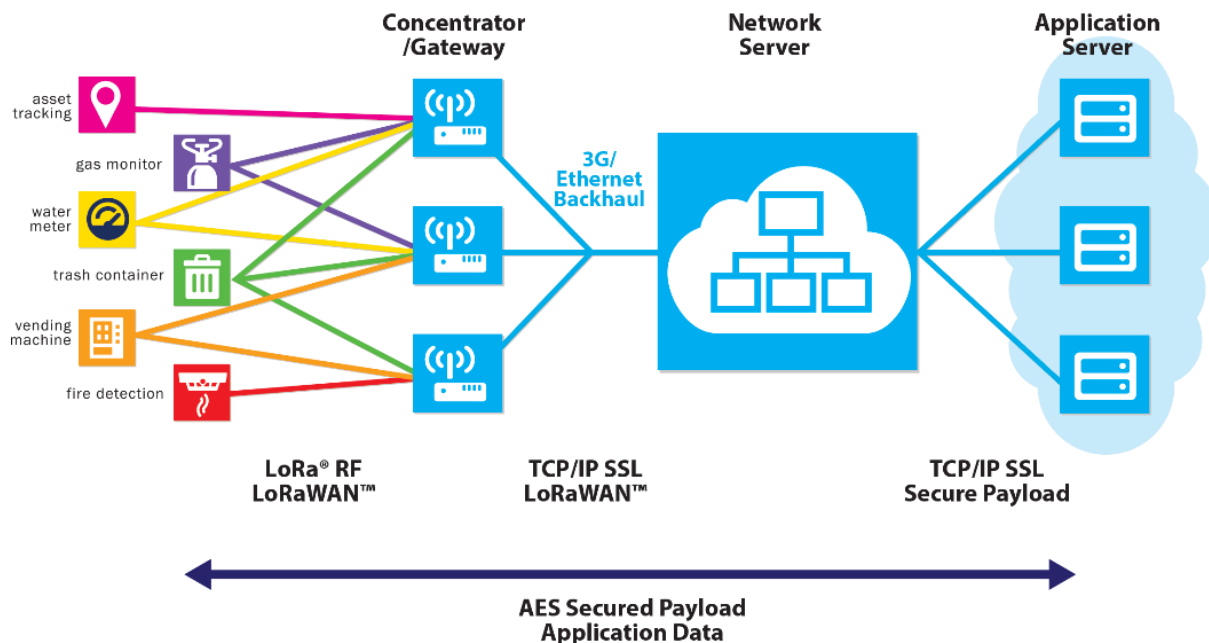 Concentrator
/Gateway
Network
Server
Application
Server
asset
tracking
gas monitor
water
meter
trash container
vending
machine
fire detection
3G/
Ethernet
Backhaul
LoRa® RF
LoRaWAN™
TCP/IP SSL
LoRaWAN™
TCP/IP SSL
Secure Payload
AES Secured Payload
Application Data